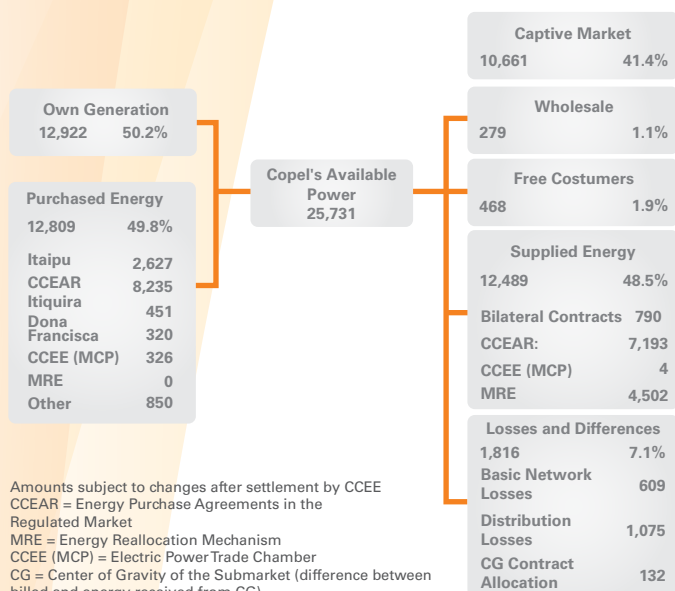 Own Generation
12,922 50.2%
Purchased Energy
12,809 49.8%
Itaipu 2,627
CCEAR 8,235
Itiquira 451
Dona
Francisca 320
CCEE (MCP) 326
MRE 0
Other 850
Copel's Available
Power
25,731
Captive Market
10,661 41.4%
Wholesale
279 1.1%
Free Costumers
468 1.9%
Supplied Energy
12,489 48.5%
Bilateral Contracts 790
CCEAR: 7,193
CCEE (MCP) 4
MRE 4,502
Losses and Differences
1,816 7.1%
Basic Network
Losses 609
Distribution
Losses 1,075
CG Contract
Allocation 132
Amounts subject to changes after settlement by CCEE
CCEAR = Energy Purchase Agreements in the
Regulated Market
MRE = Energy Reallocation Mechanism
CCEE (MCP) = Electric Power Trade Chamber
CG = Center of Gravity of the Submarket (difference between
billed and energy received from CG)